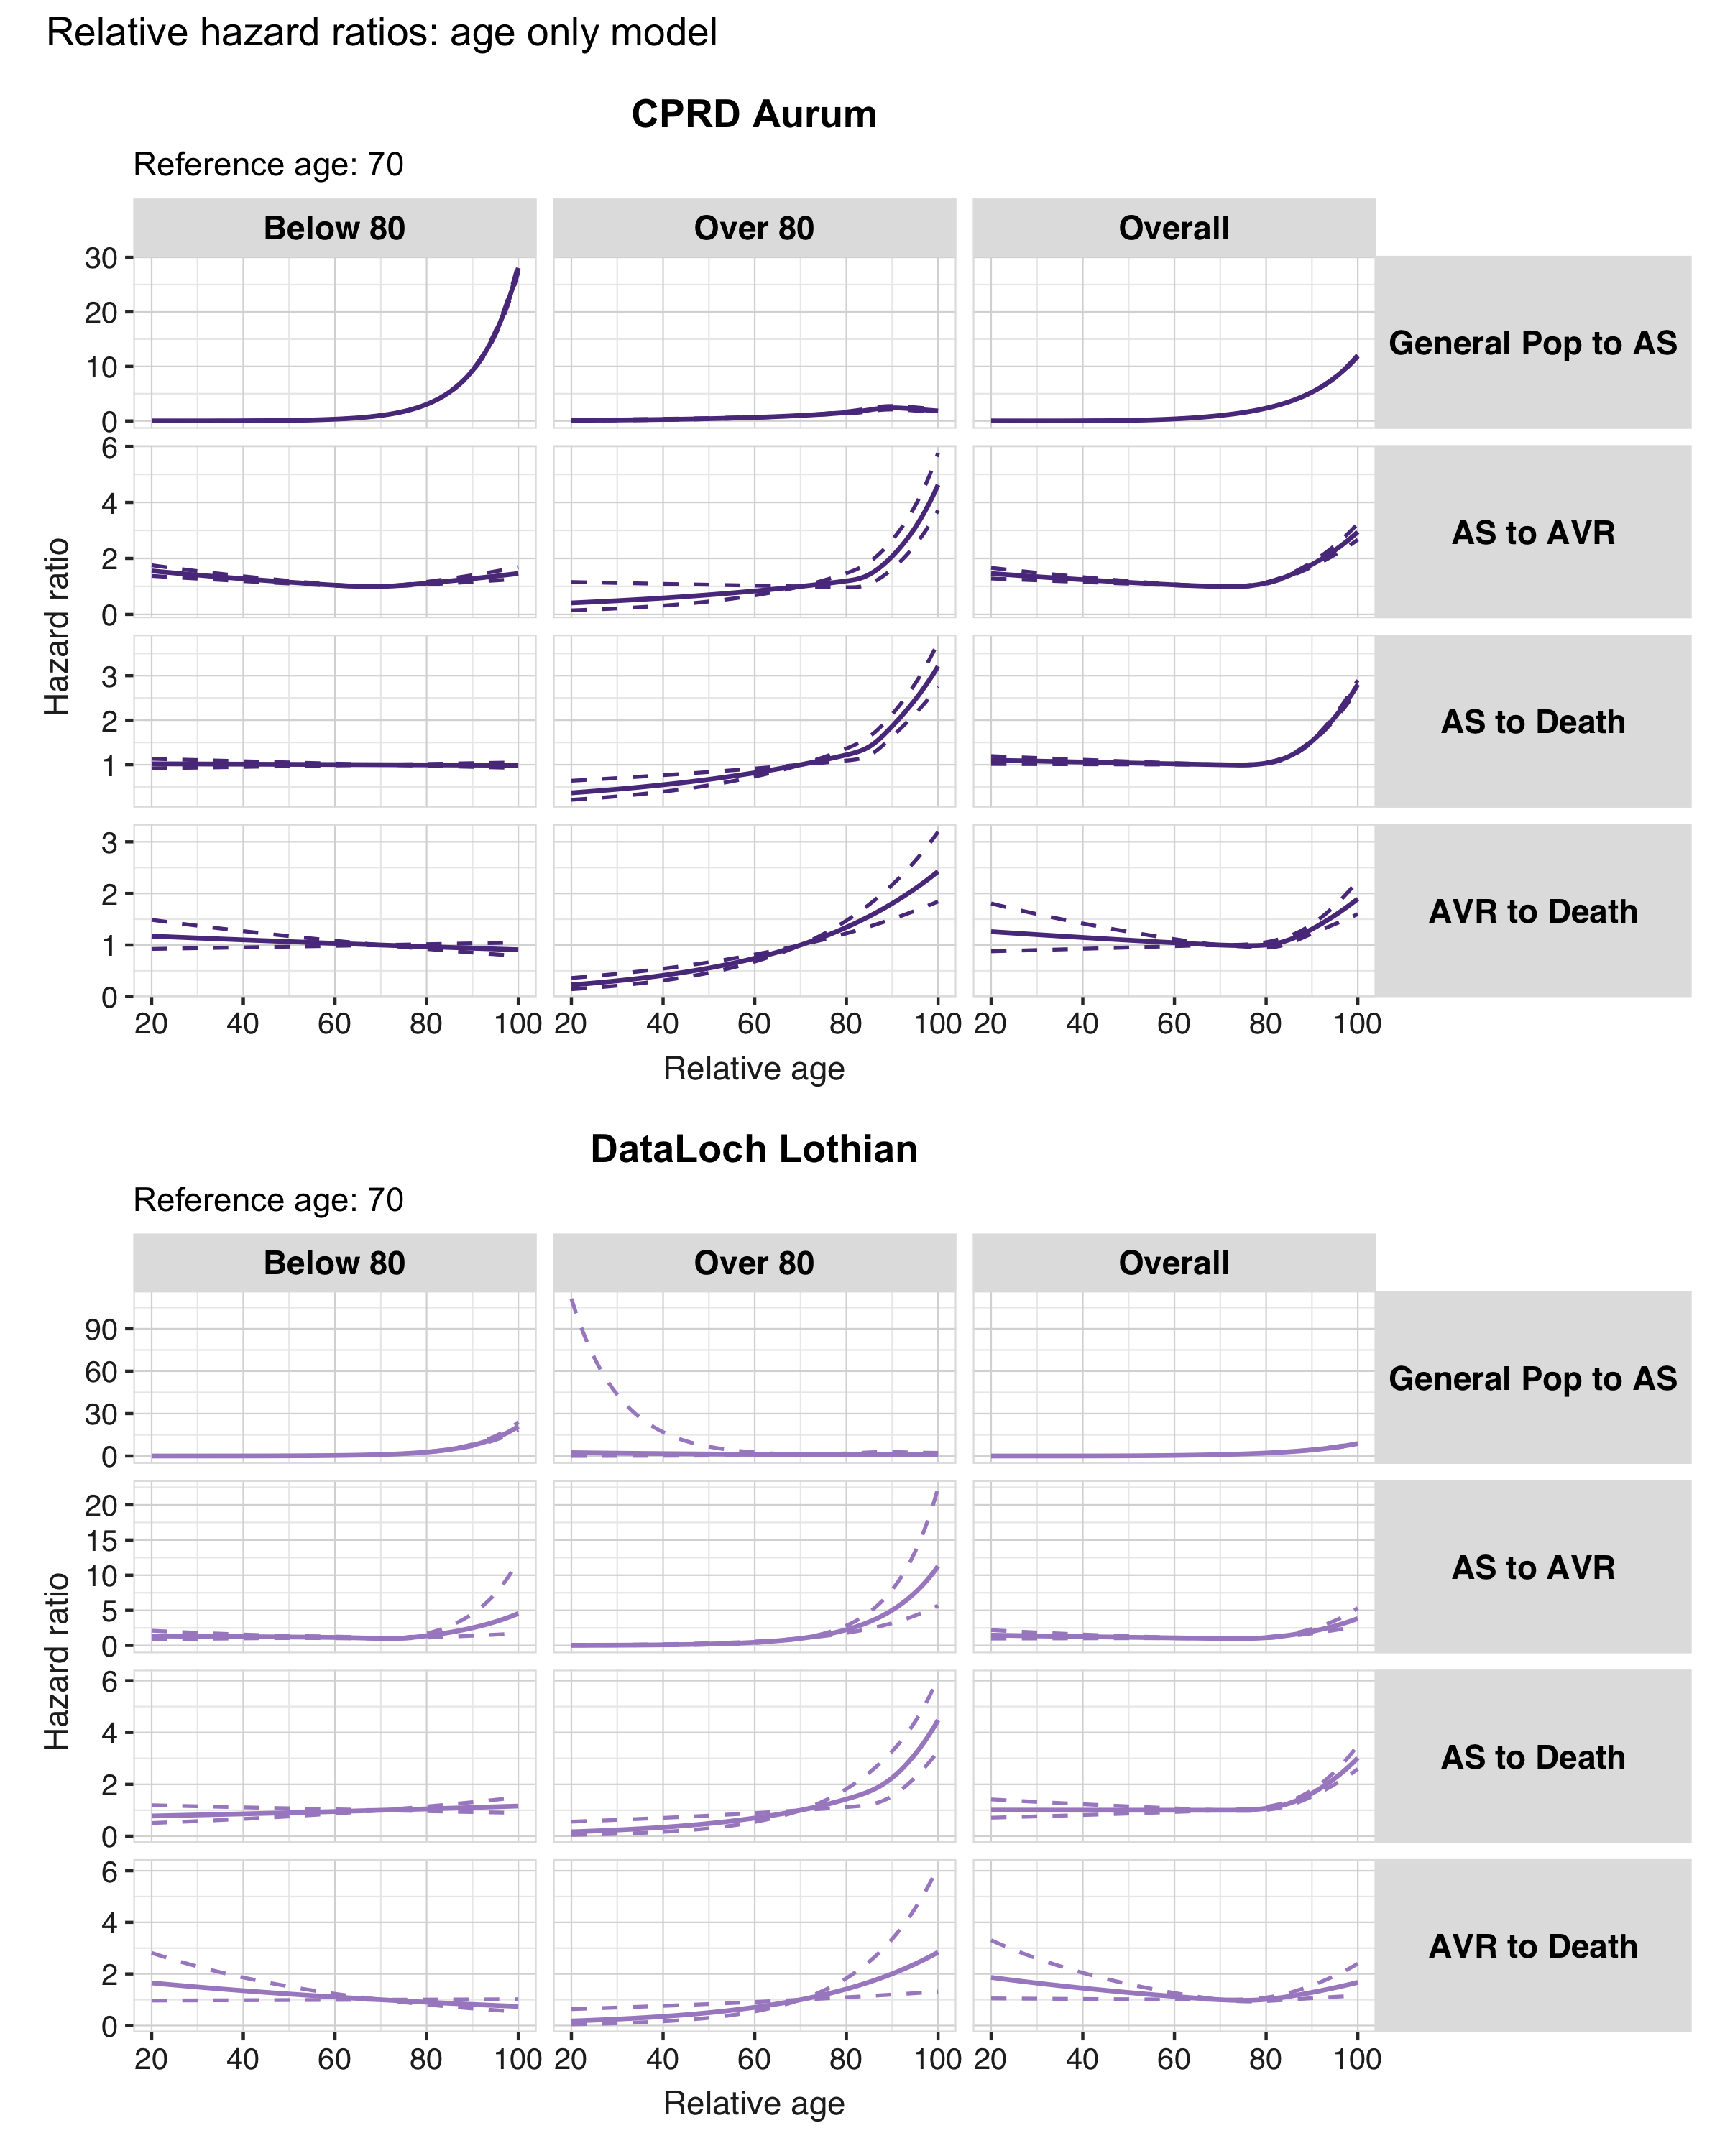 Relative hazard ratios: age only model
CPRD Aurum
Reference age: 70
Below 80 Over 80 Overall
30
20
10
0
General Pop to AS
6
4
2
0
AS to AVR
3
2
1
AS to Death
3
2
1
0
AVR to Death
Hazard ratio
20 40 60 80 100 20 40 60 80 100 20 40 60 80 100
Relative age
DataLoch Lothian
Reference age: 70
Below 80 Over 80 Overall
90
60
30
0
General Pop to AS
20
15
10
5
0
AS to AVR
6
4
2
0
AS to Death
6
4
2
0
AVR to Death
Hazard ratio
20 40 60 80 100 20 40 60 80 100 20 40 60 80 100
Relative age